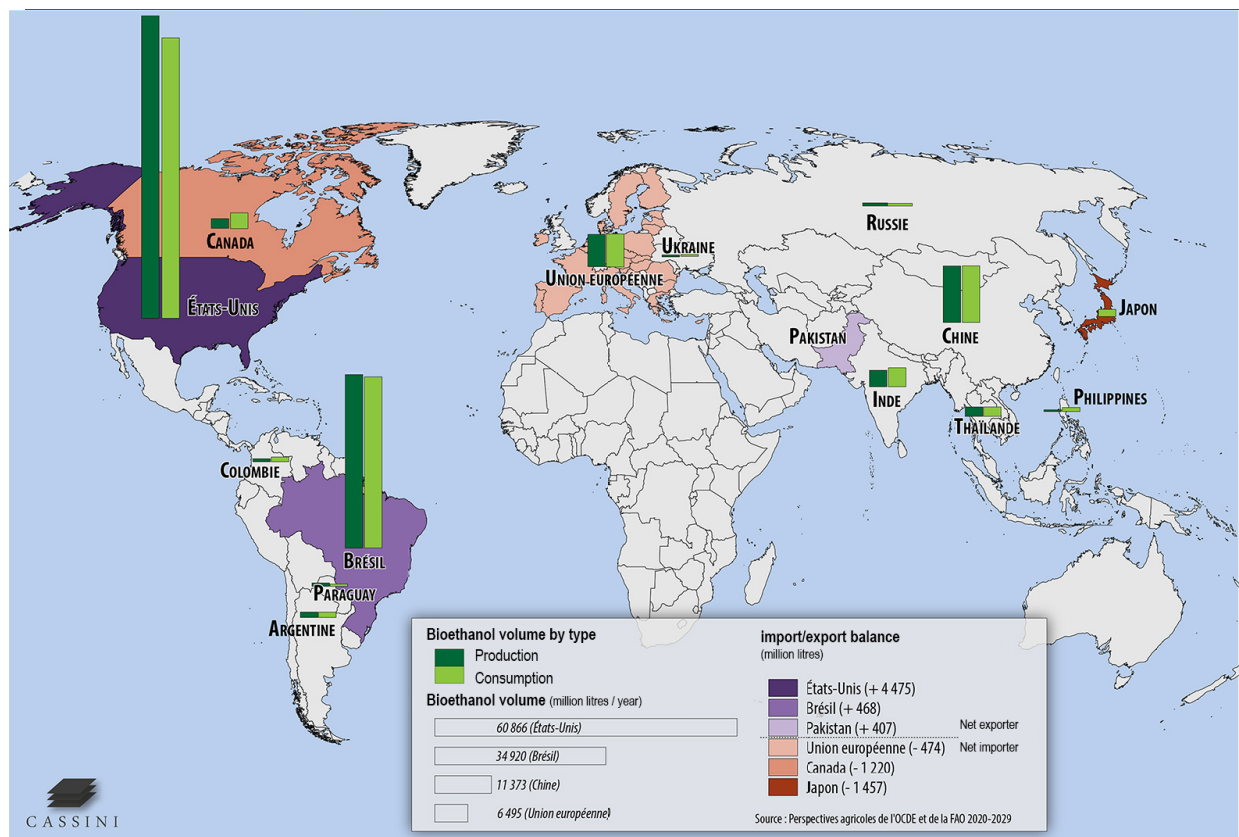 CANADA
ÉTATS-UNIS
UNION EUROPÉENNE
UKRAINE
RUSSIE
JAPON
CHINE
PAKISTAN
INDE
PHILIPPINES
THAÏLANDE
COLOMBIE
BRÉSIL
PARAGUAY
ARGENTINE
Bioethanol volume by type
Production
Consumption
Bioethanol volume (million litres / year)
60 866 (États-Unis)
34 920 (Brésil)
11 373 (Chine)
6 495 (Union européenne)
import/export balance
(million litres)
États-Unis (+ 4 475)
Brésil (+ 468)
Pakistan (+ 407)
Net exporter
Union européenne (- 474)
Net importer
Canada (- 1 220)
Japon (- 1 457)
Source : Perspectives agricoles de l'OCDE et de la FAO 2020-2029
CASSINI